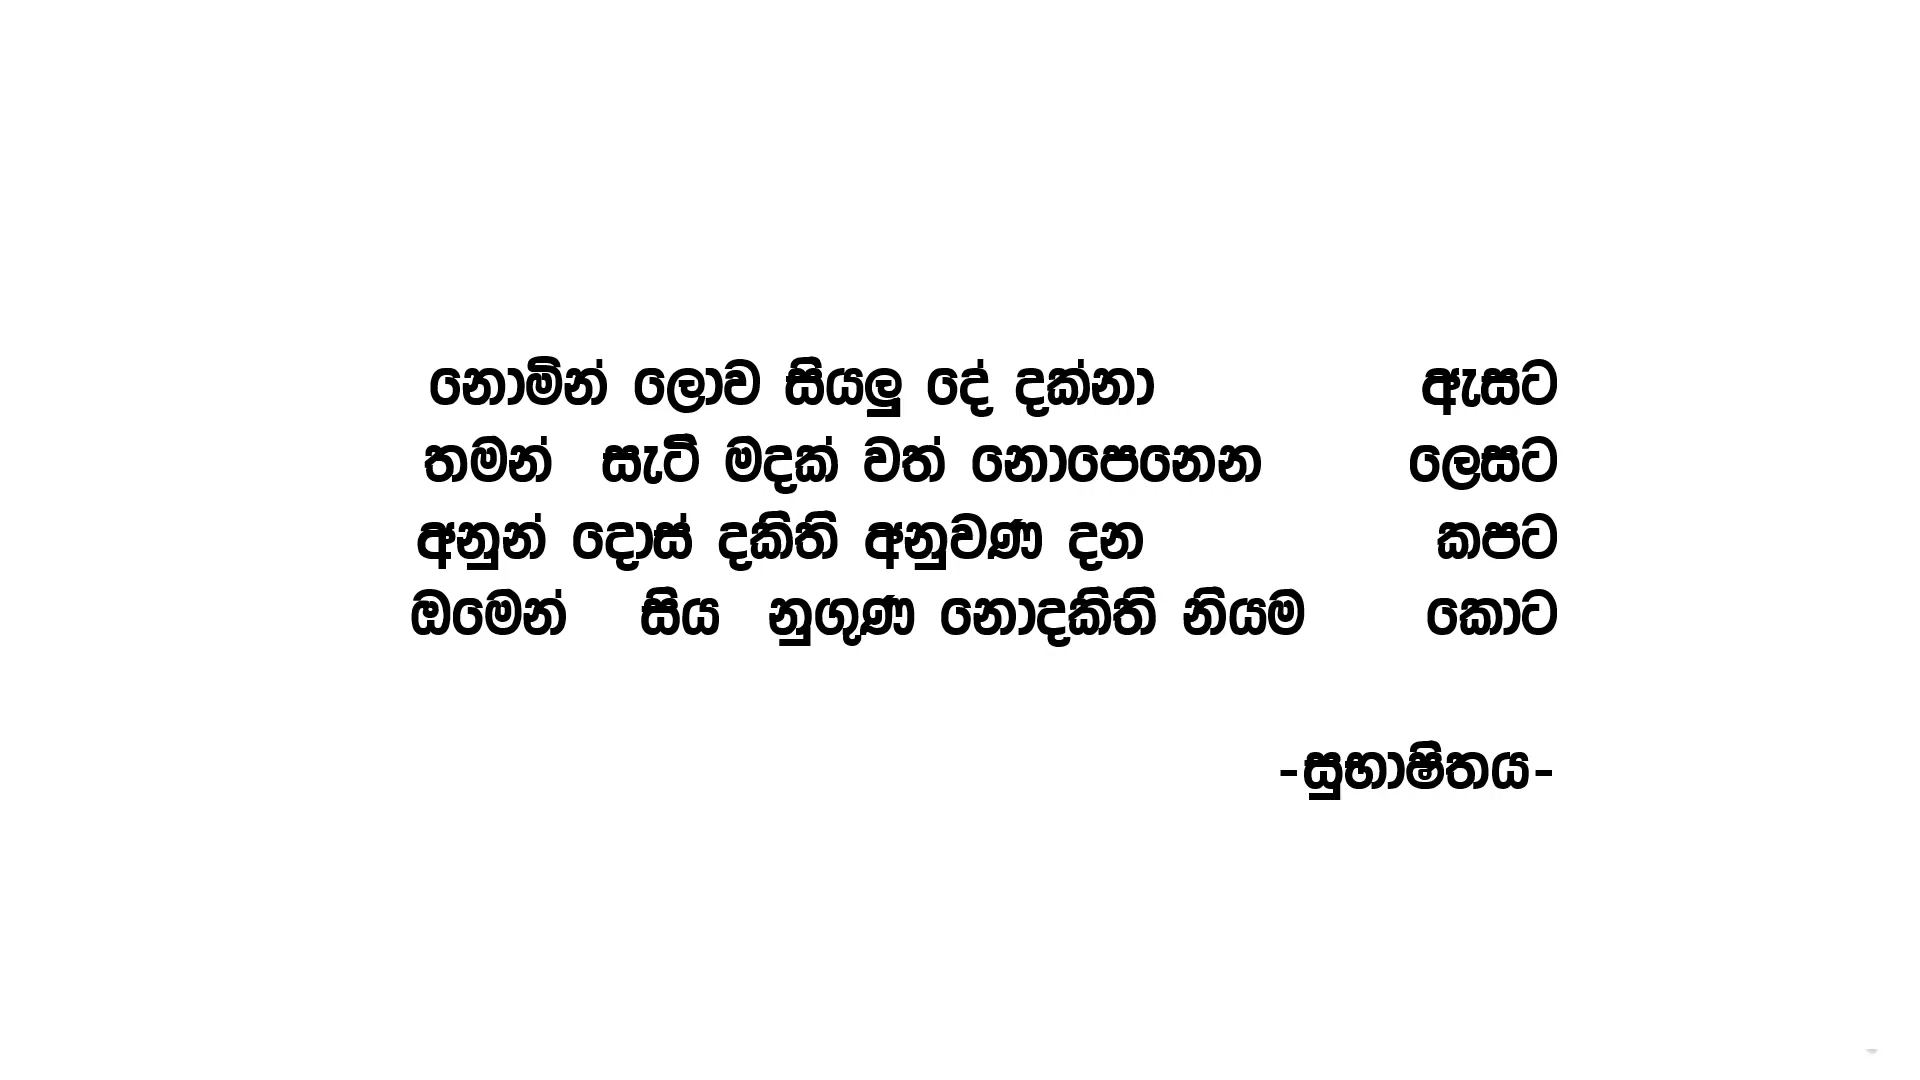 නොමින් ලොව සියලු දේ දක්නා ඇසට
තමන් සැටි මදක් වත් නොපෙනෙන ලෙසට
අනුන් දොස් දකිති අනුවණ දන කපට
ඔමෙන් සිය නුගුණ නොදකිති නියම කොට
-සුභාෂිතය-